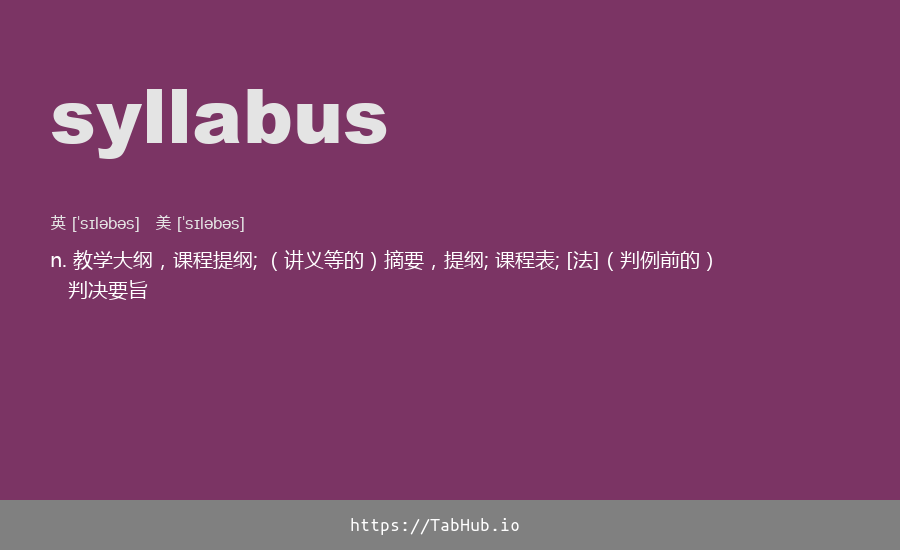 syllabus
英 [ˈsɪləbəs] 美 [ˈsɪləbəs]
n. 教学大纲，课程提纲; （讲义等的）摘要，提纲; 课程表; [法]（判例前的）
判决要旨
https://TabHub.io